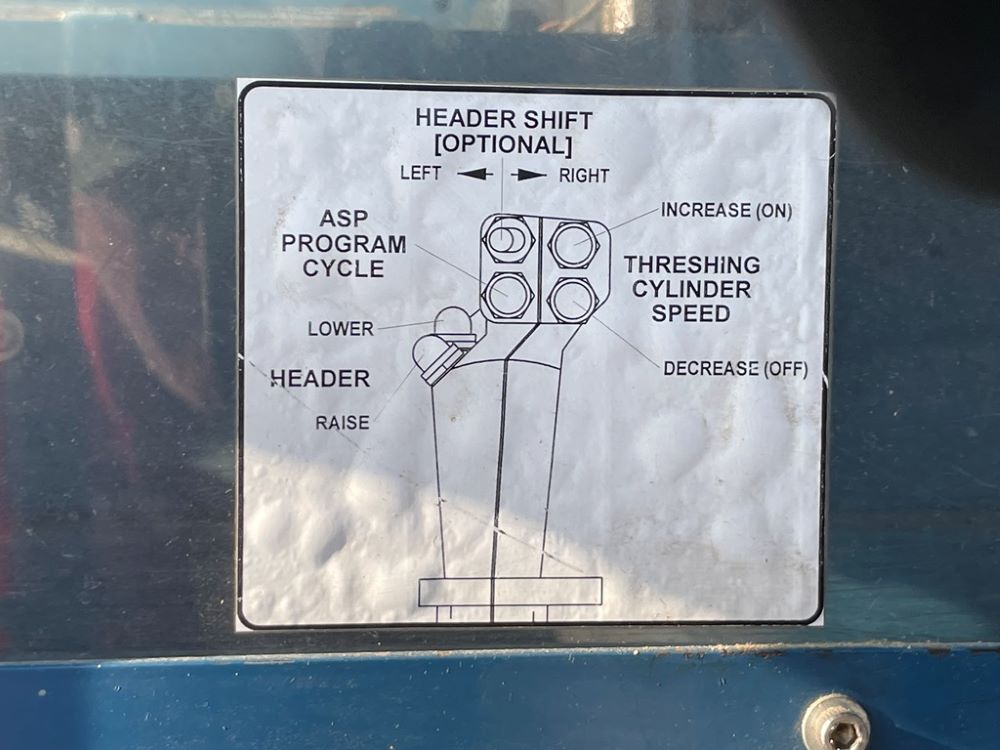 HEADER SHIFT
[OPTIONAL]
LEFT RIGHT
ASP
PROGRAM
CYCLE
INCREASE (ON)
THRESHING
CYLINDER
SPEED
LOWER
HEADER
RAISE
DECREASE (OFF)